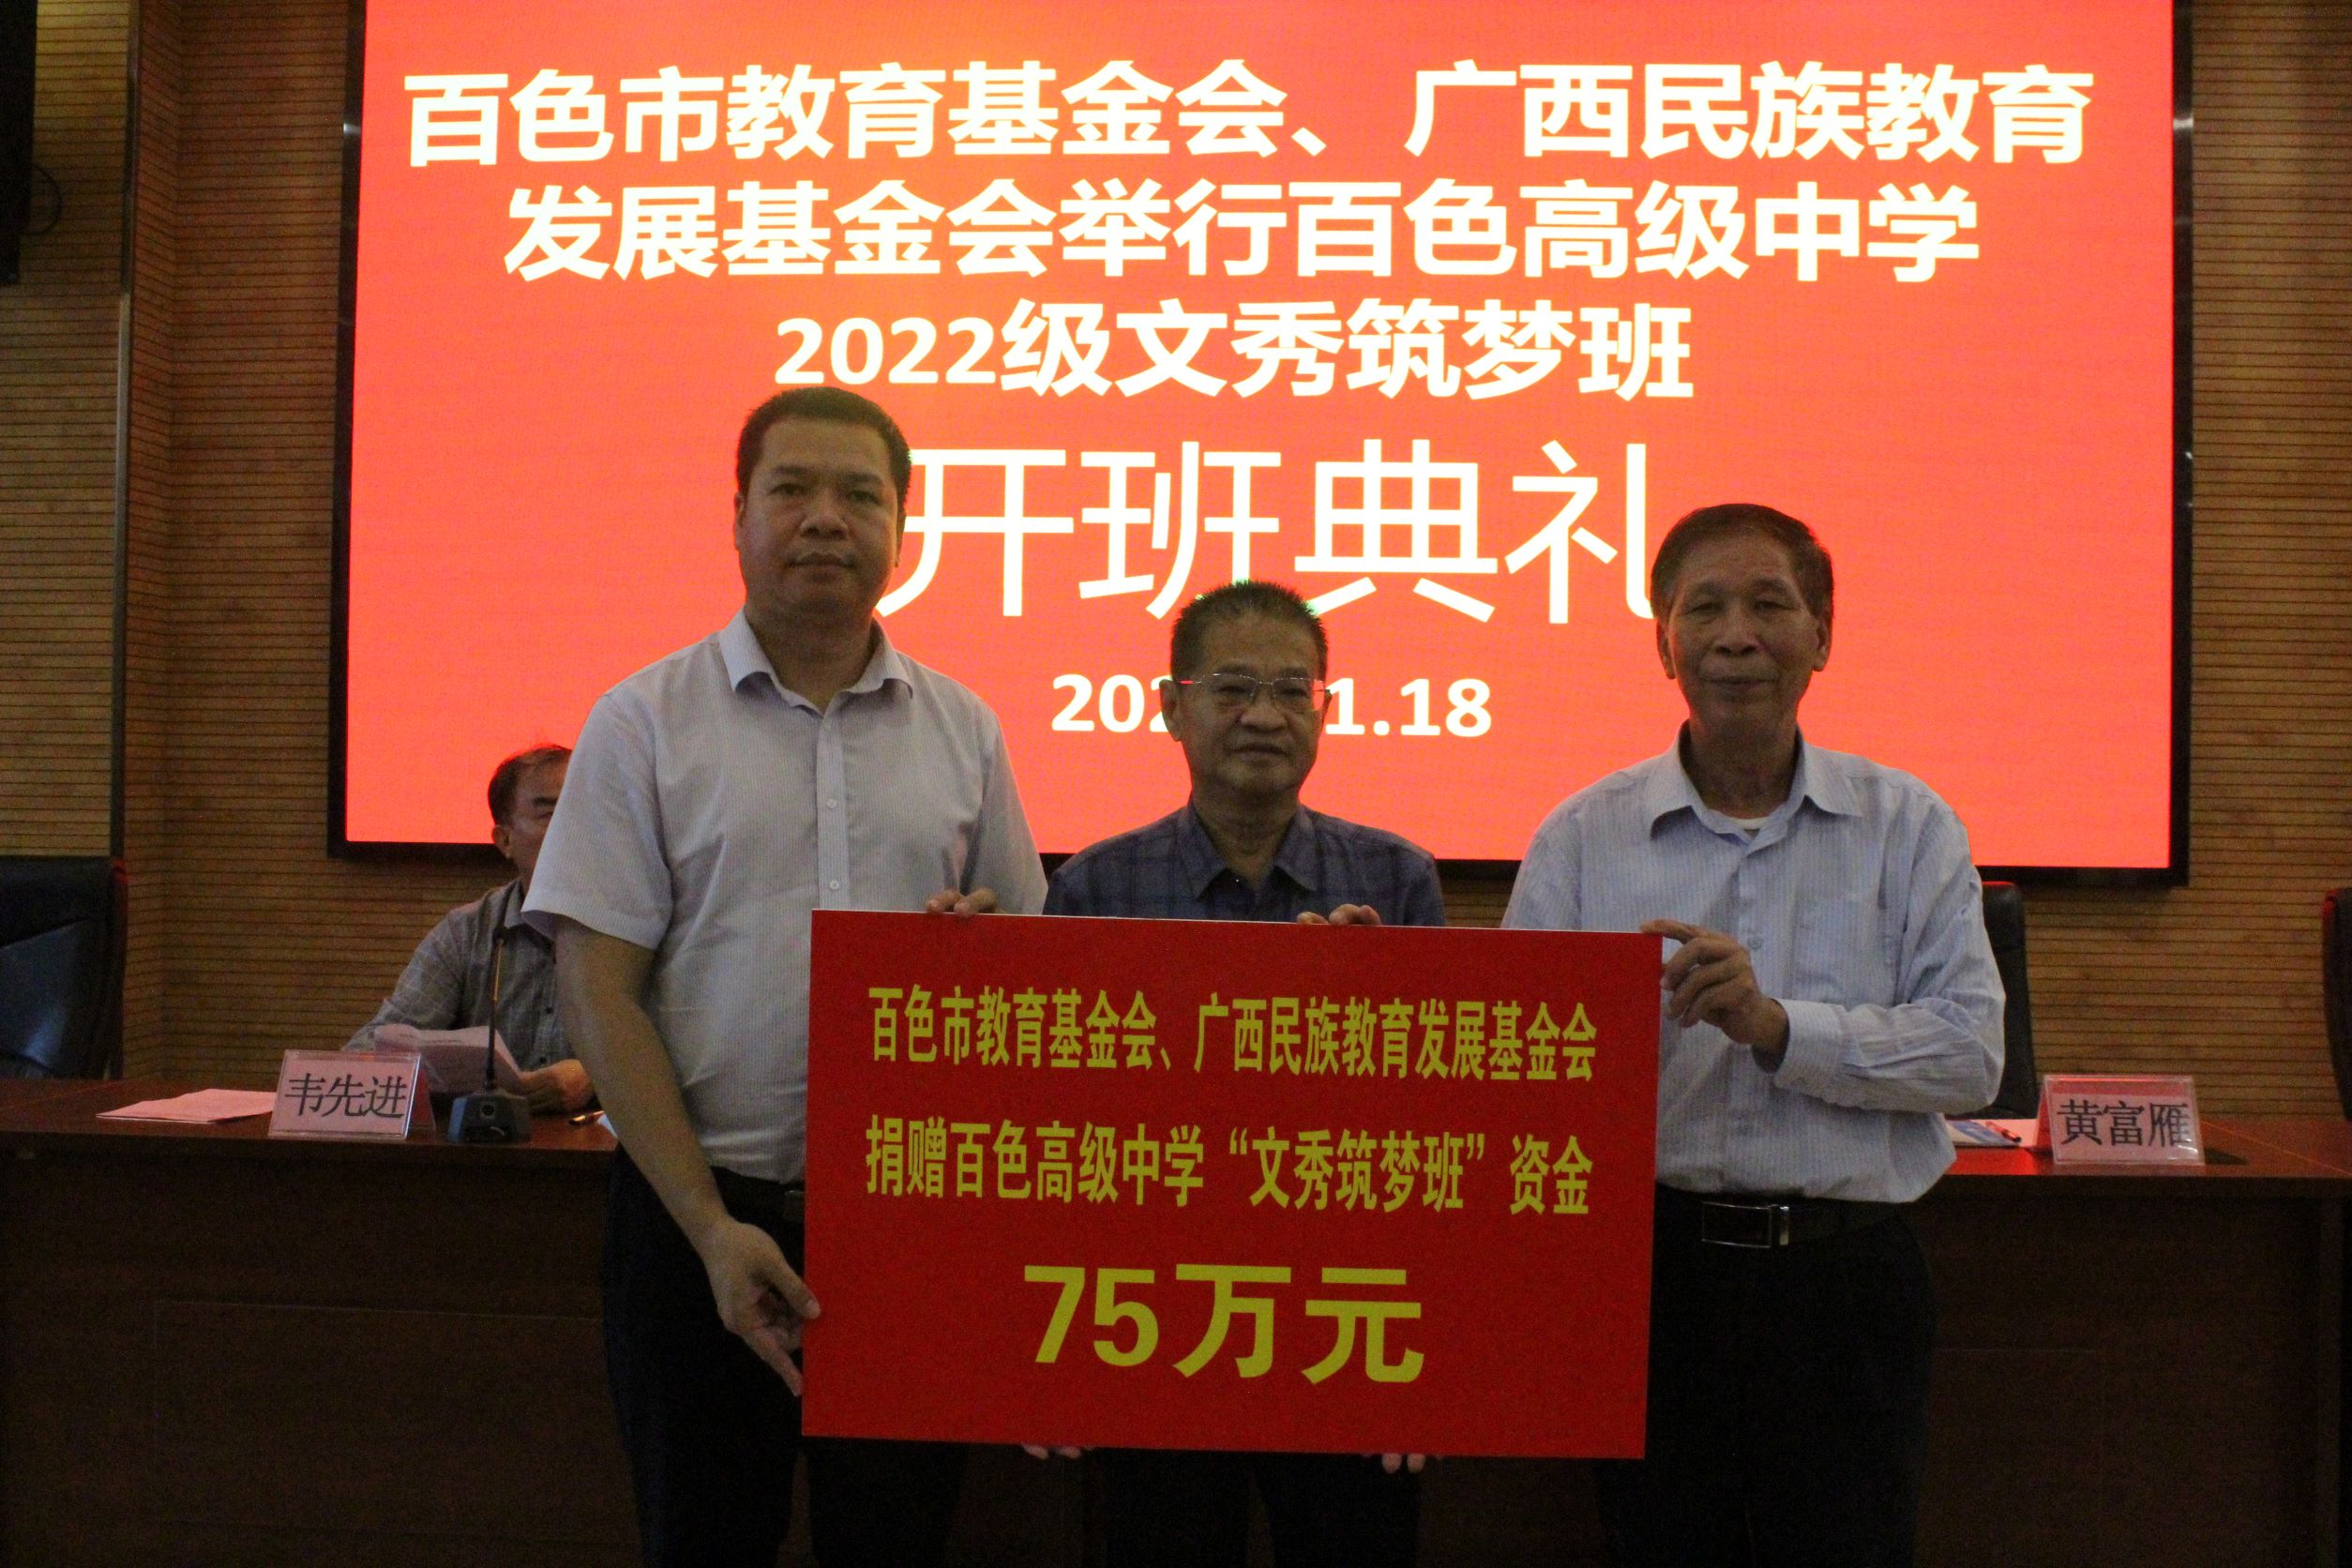 百色市教育基金会、广西民族教育
发展基金会举行百色高级中学
2022级文秀筑梦班
开班典礼
202 1.18
韦先进
黄富雁
百色市教育基金会、广西民族教育发展基金会
捐赠百色高级中学“文秀筑梦班”资金
75万元